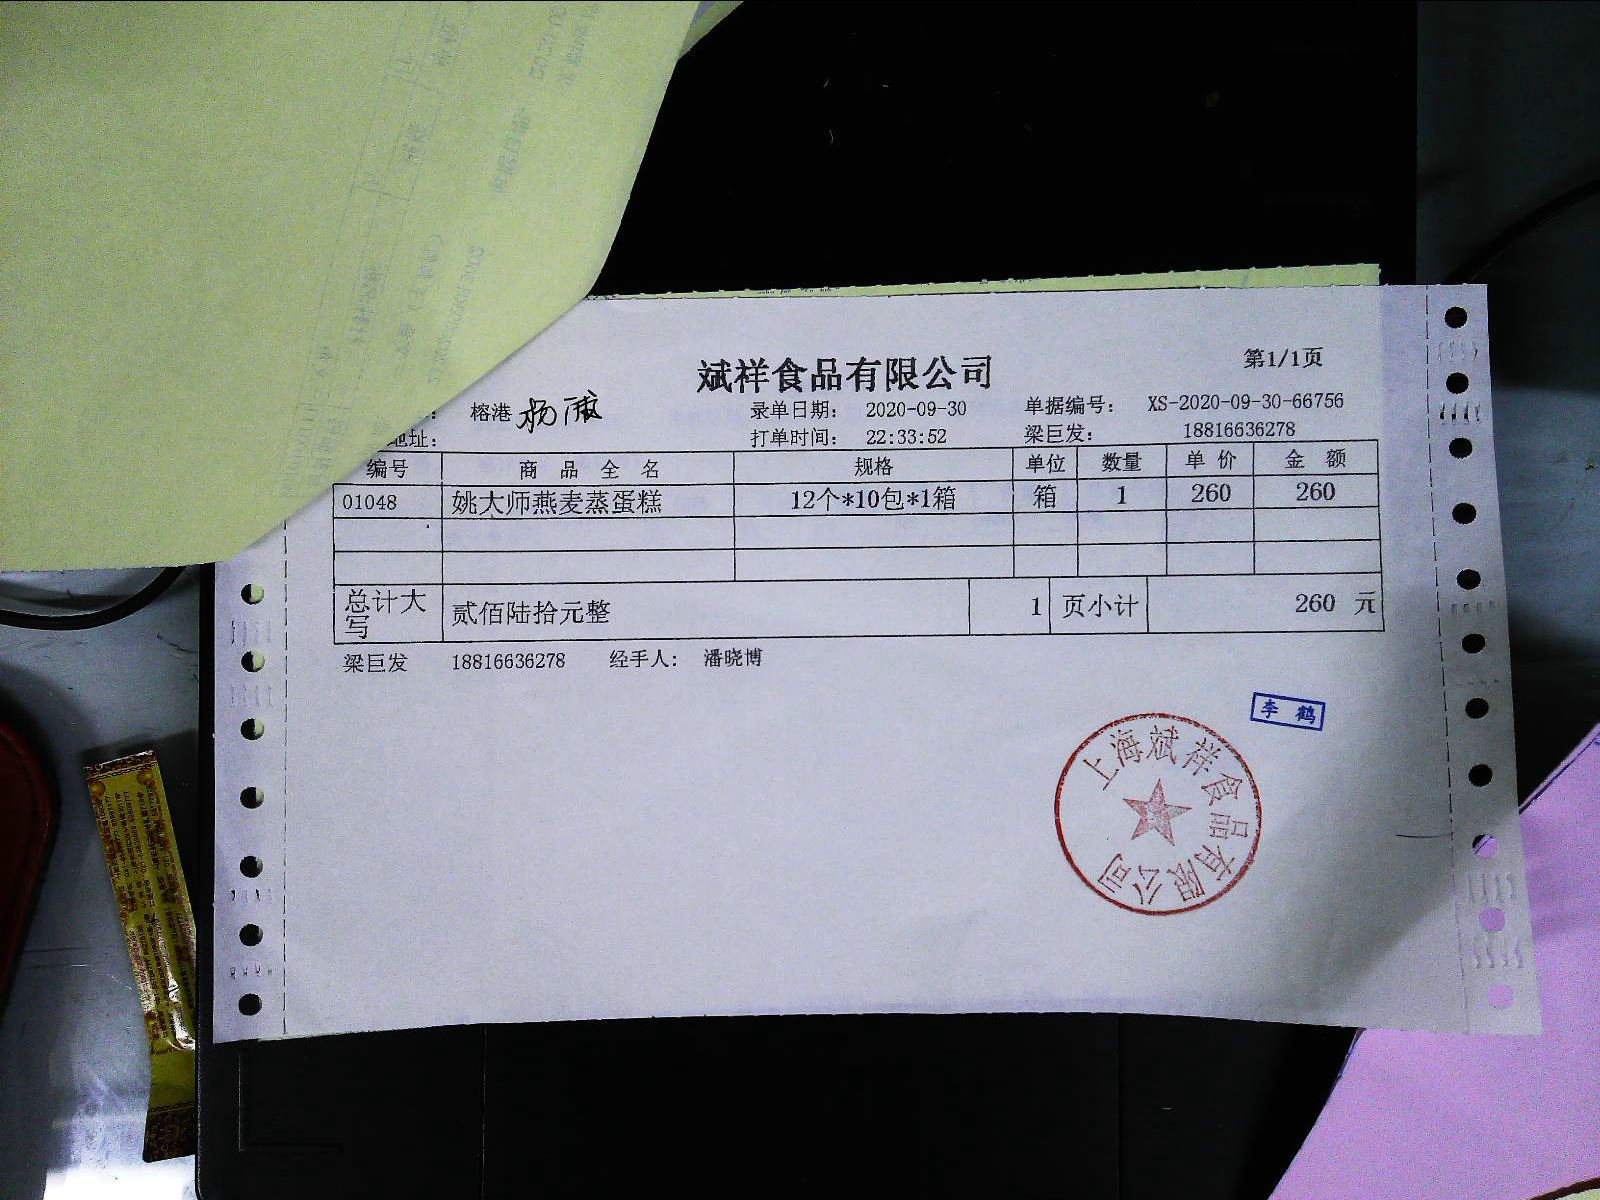 斌祥食品有限公司
第1/1页
榕港 杨
录单日期： 2020-09-30
单据编号： XS-2020-09-30-66756
地址：
打单时间： 22:33:52
梁巨发： 18816636278
编号 商品全名 规格 单位 数量 单价 金额
01048 姚大师燕麦蒸蛋糕 12个*10包*1箱 箱 1 260 260
总计大写 贰佰陆拾元整 1 页小计 260 元
梁巨发 18816636278 经手人: 潘晓博
李鹤
上海斌祥食品有限公司